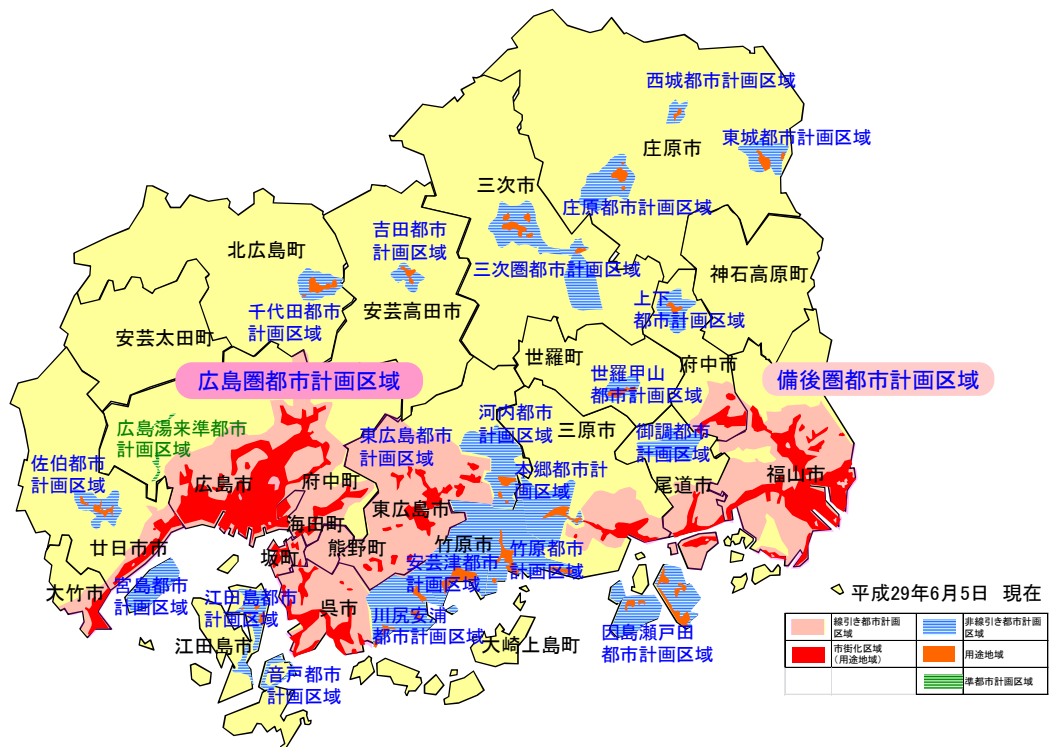 西城都市計画区域
東城都市計画区域
庄原市
三次市
庄原都市計画区域
吉田都市
計画区域
北広島町
三次圏都市計画区域
神石高原町
千代田都市
計画区域
安芸高田市
上下
都市計画区域
安芸太田町
世羅町
府中市
広島圏都市計画区域
世羅甲山
都市計画区域
備後圏都市計画区域
河内都市
計画区域
三原市
広島湯来準都市
計画区域
東広島都市
計画区域
御調都市
計画区域
佐伯都市
計画区域
本郷都市計
画区域
広島市
府中町
尾道市
福山市
東広島市
海田町
廿日市市
熊野町
竹原市
竹原都市
計画区域
坂町
安芸津都市
計画区域
大竹市
宮島都市
計画区域
江田島都市
計画区域
呉市
川尻安浦
都市計画区域
江田島市
大崎上島町
因島瀬戸田
都市計画区域
音戸都市
計画区域
平成29年6月5日 現在
線引き都市計画
区域
非線引き都市計画
区域
市街化区域
(用途地域)
用途地域
準都市計画区域